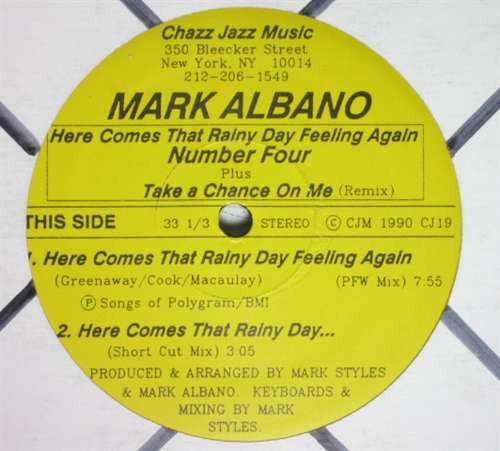 Chazz Jazz Music
350 Bleecker Street
New York, NY 10014
212-206-1549
MARK ALBANO
Here Comes That Rainy Day Feeling Again
Number Four
Plus
Take a Chance On Me (Remix)
THIS SIDE 33 1/3 STEREO © CJM 1990 CJ19
1. Here Comes That Rainy Day Feeling Again
(Greenaway/Cook/Macaulay) (PFW Mix) 7:55
Ⓟ Songs of Polygram/BMI
2. Here Comes That Rainy Day...
(Short Cut Mix) 3:05
PRODUCED & ARRANGED BY MARK STYLES
& MARK ALBANO. KEYBOARDS &
MIXING BY MARK
STYLES.